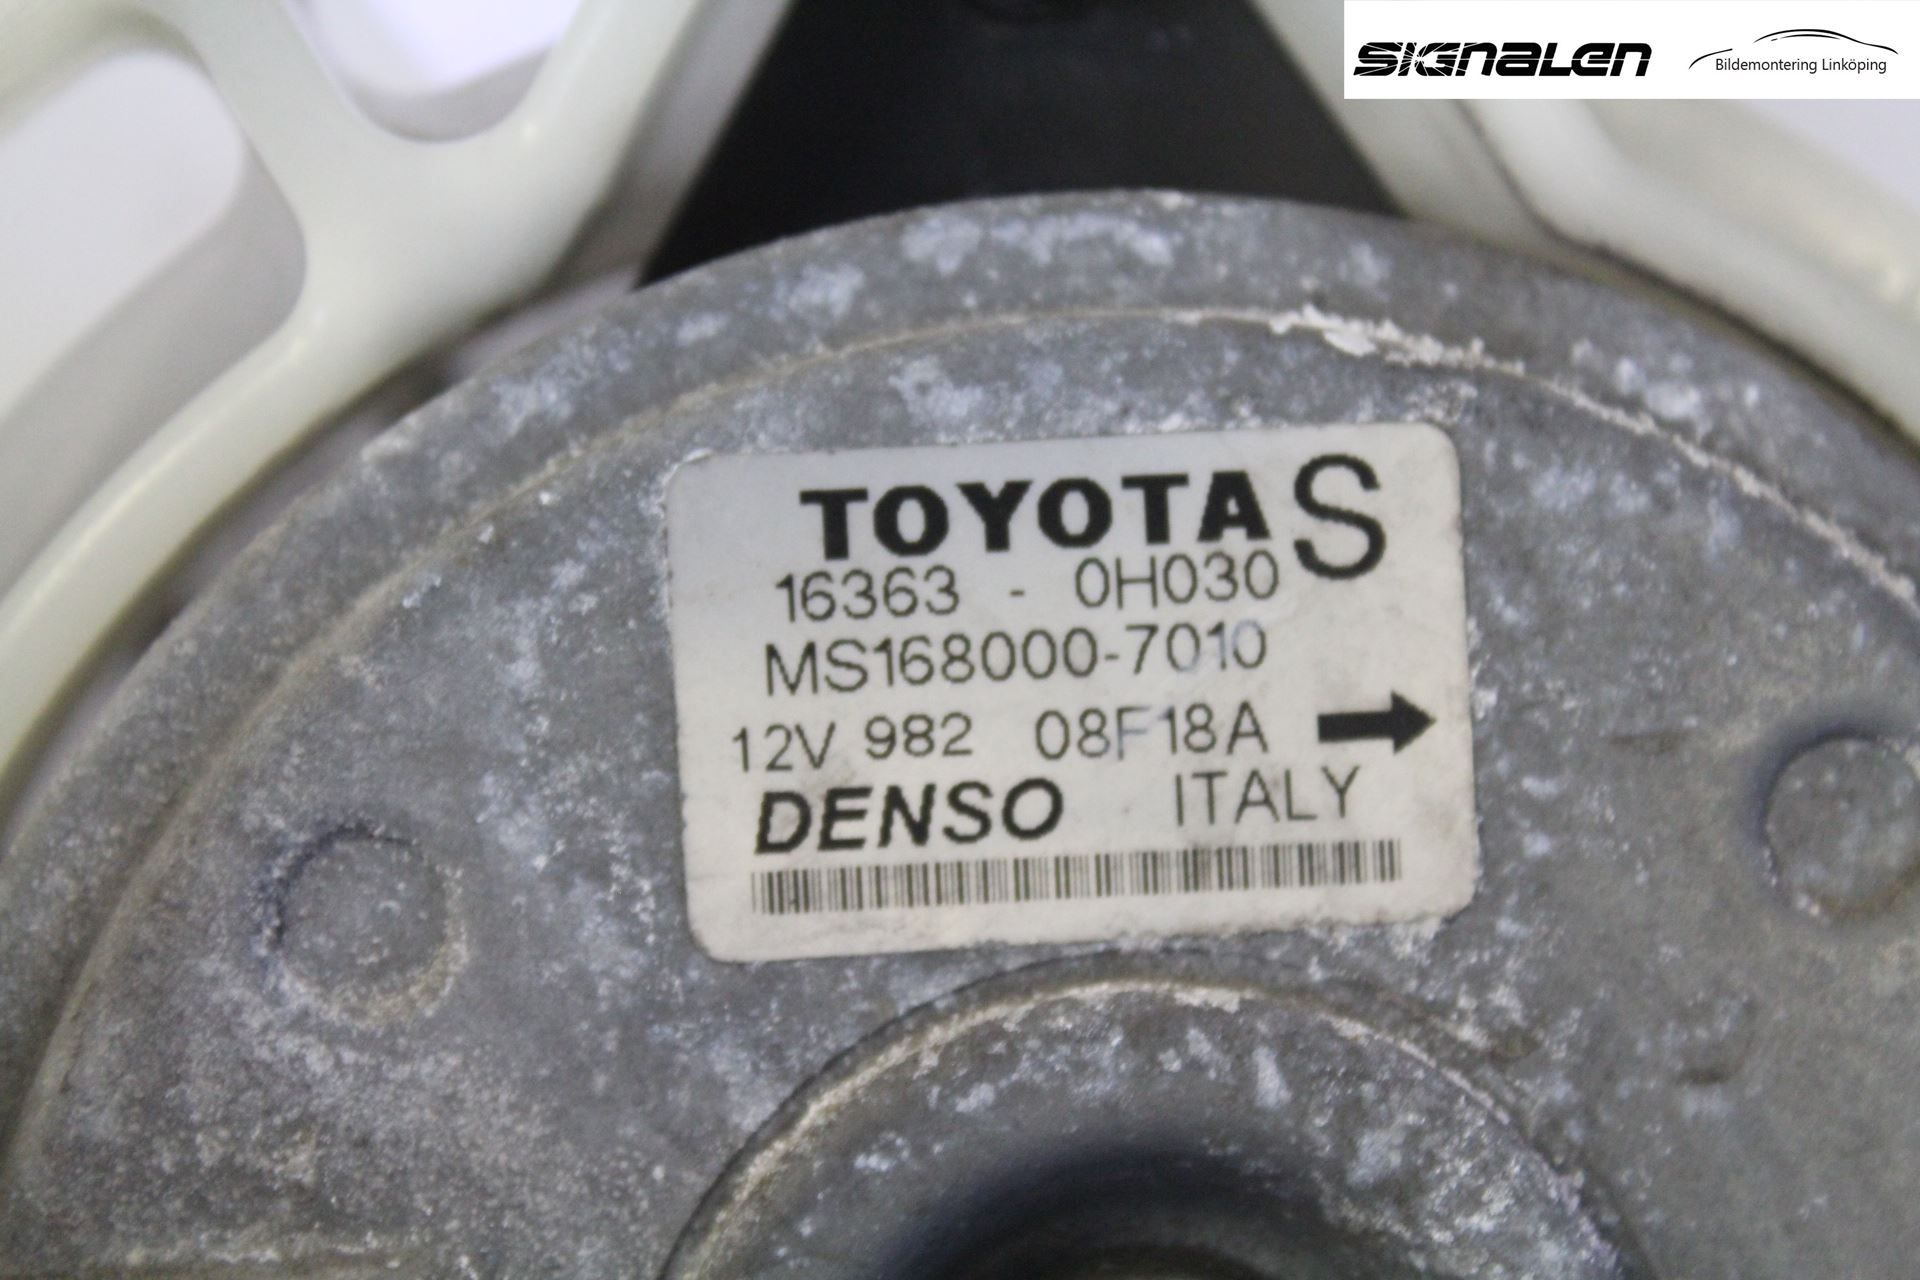 SIGNALEN
Bildemontering Linköping
TOYOTA S
16363 - 0H030
MS168000-7010
12V 982 08F18A
DENSO ITALY